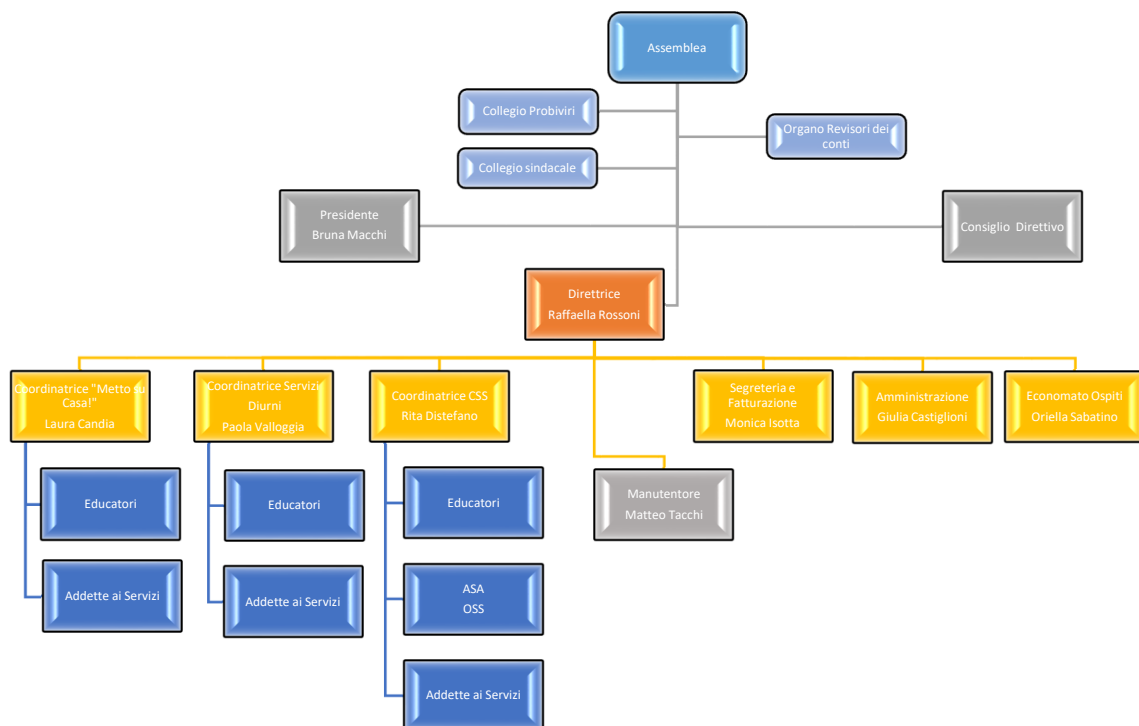 Assemblea
Collegio Probiviri
Organo Revisori dei
conti
Collegio sindacale
Presidente
Bruna Macchi
Consiglio Direttivo
Direttrice
Raffaella Rossoni
Coordinatrice "Metto su
Casa!"
Laura Candia
Coordinatrice Servizi
Diurni
Paola Valloggia
Coordinatrice CSS
Rita Distefano
Segreteria e
Fatturazione
Monica Isotta
Amministrazione
Giulia Castiglioni
Economato Ospiti
Oriella Sabatino
Educatori
Educatori
Educatori
Manutentore
Matteo Tacchi
Addette ai Servizi
Addette ai Servizi
ASA
OSS
Addette ai Servizi